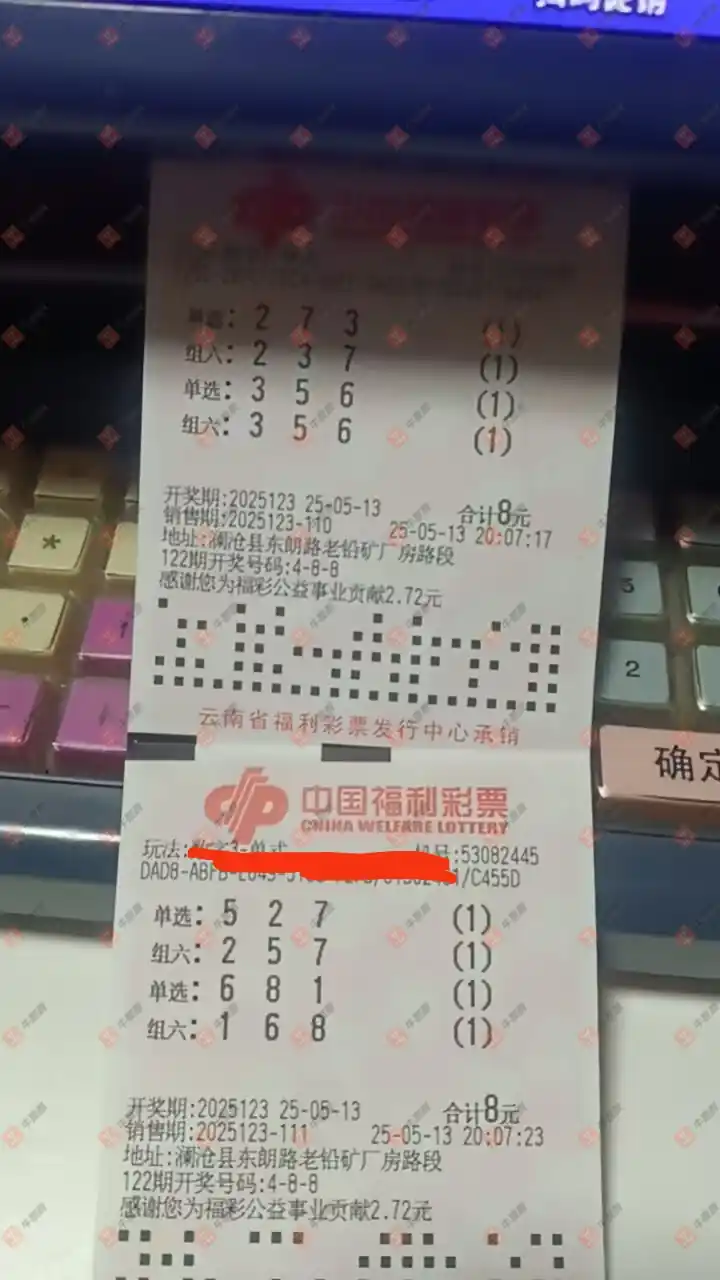 单选: 2 7 3 (1)
组六: 2 3 7 (1)
单选: 3 5 6 (1)
组六: 3 5 6 (1)
开奖期:2025123 25-05-13 合计8元
销售期:2025123-110 25-05-13 20:07:17
地址:澜沧县东朗路老铅矿厂房路段
122期开奖号码:4-8-8
感谢您为福彩公益事业贡献2.72元
云南省福利彩票发行中心承销
中国福利彩票
CHINA WELFARE LOTTERY
玩法: 机号:53082445
DAD8-ABFB- /C455D
单选: 5 2 7 (1)
组六: 2 5 7 (1)
单选: 6 8 1 (1)
组六: 1 6 8 (1)
开奖期:2025123 25-05-13 合计8元
销售期:2025123-111 25-05-13 20:07:23
地址:澜沧县东朗路老铅矿厂房路段
122期开奖号码:4-8-8
感谢您为福彩公益事业贡献2.72元
*
5
2
确定